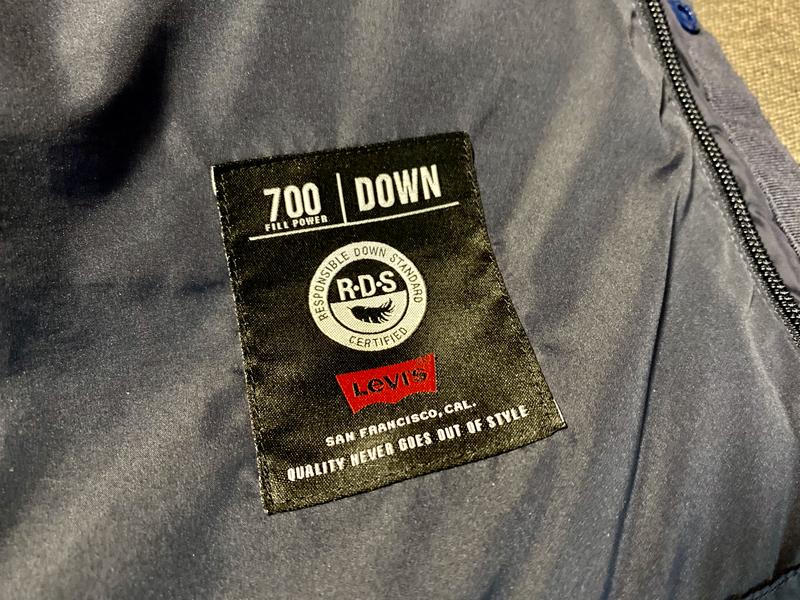 700 | DOWN
FILL POWER
RESPONSIBLE DOWN STANDARD
R·D·S
CERTIFIED
Levi's
SAN FRANCISCO, CAL.
QUALITY NEVER GOES OUT OF STYLE